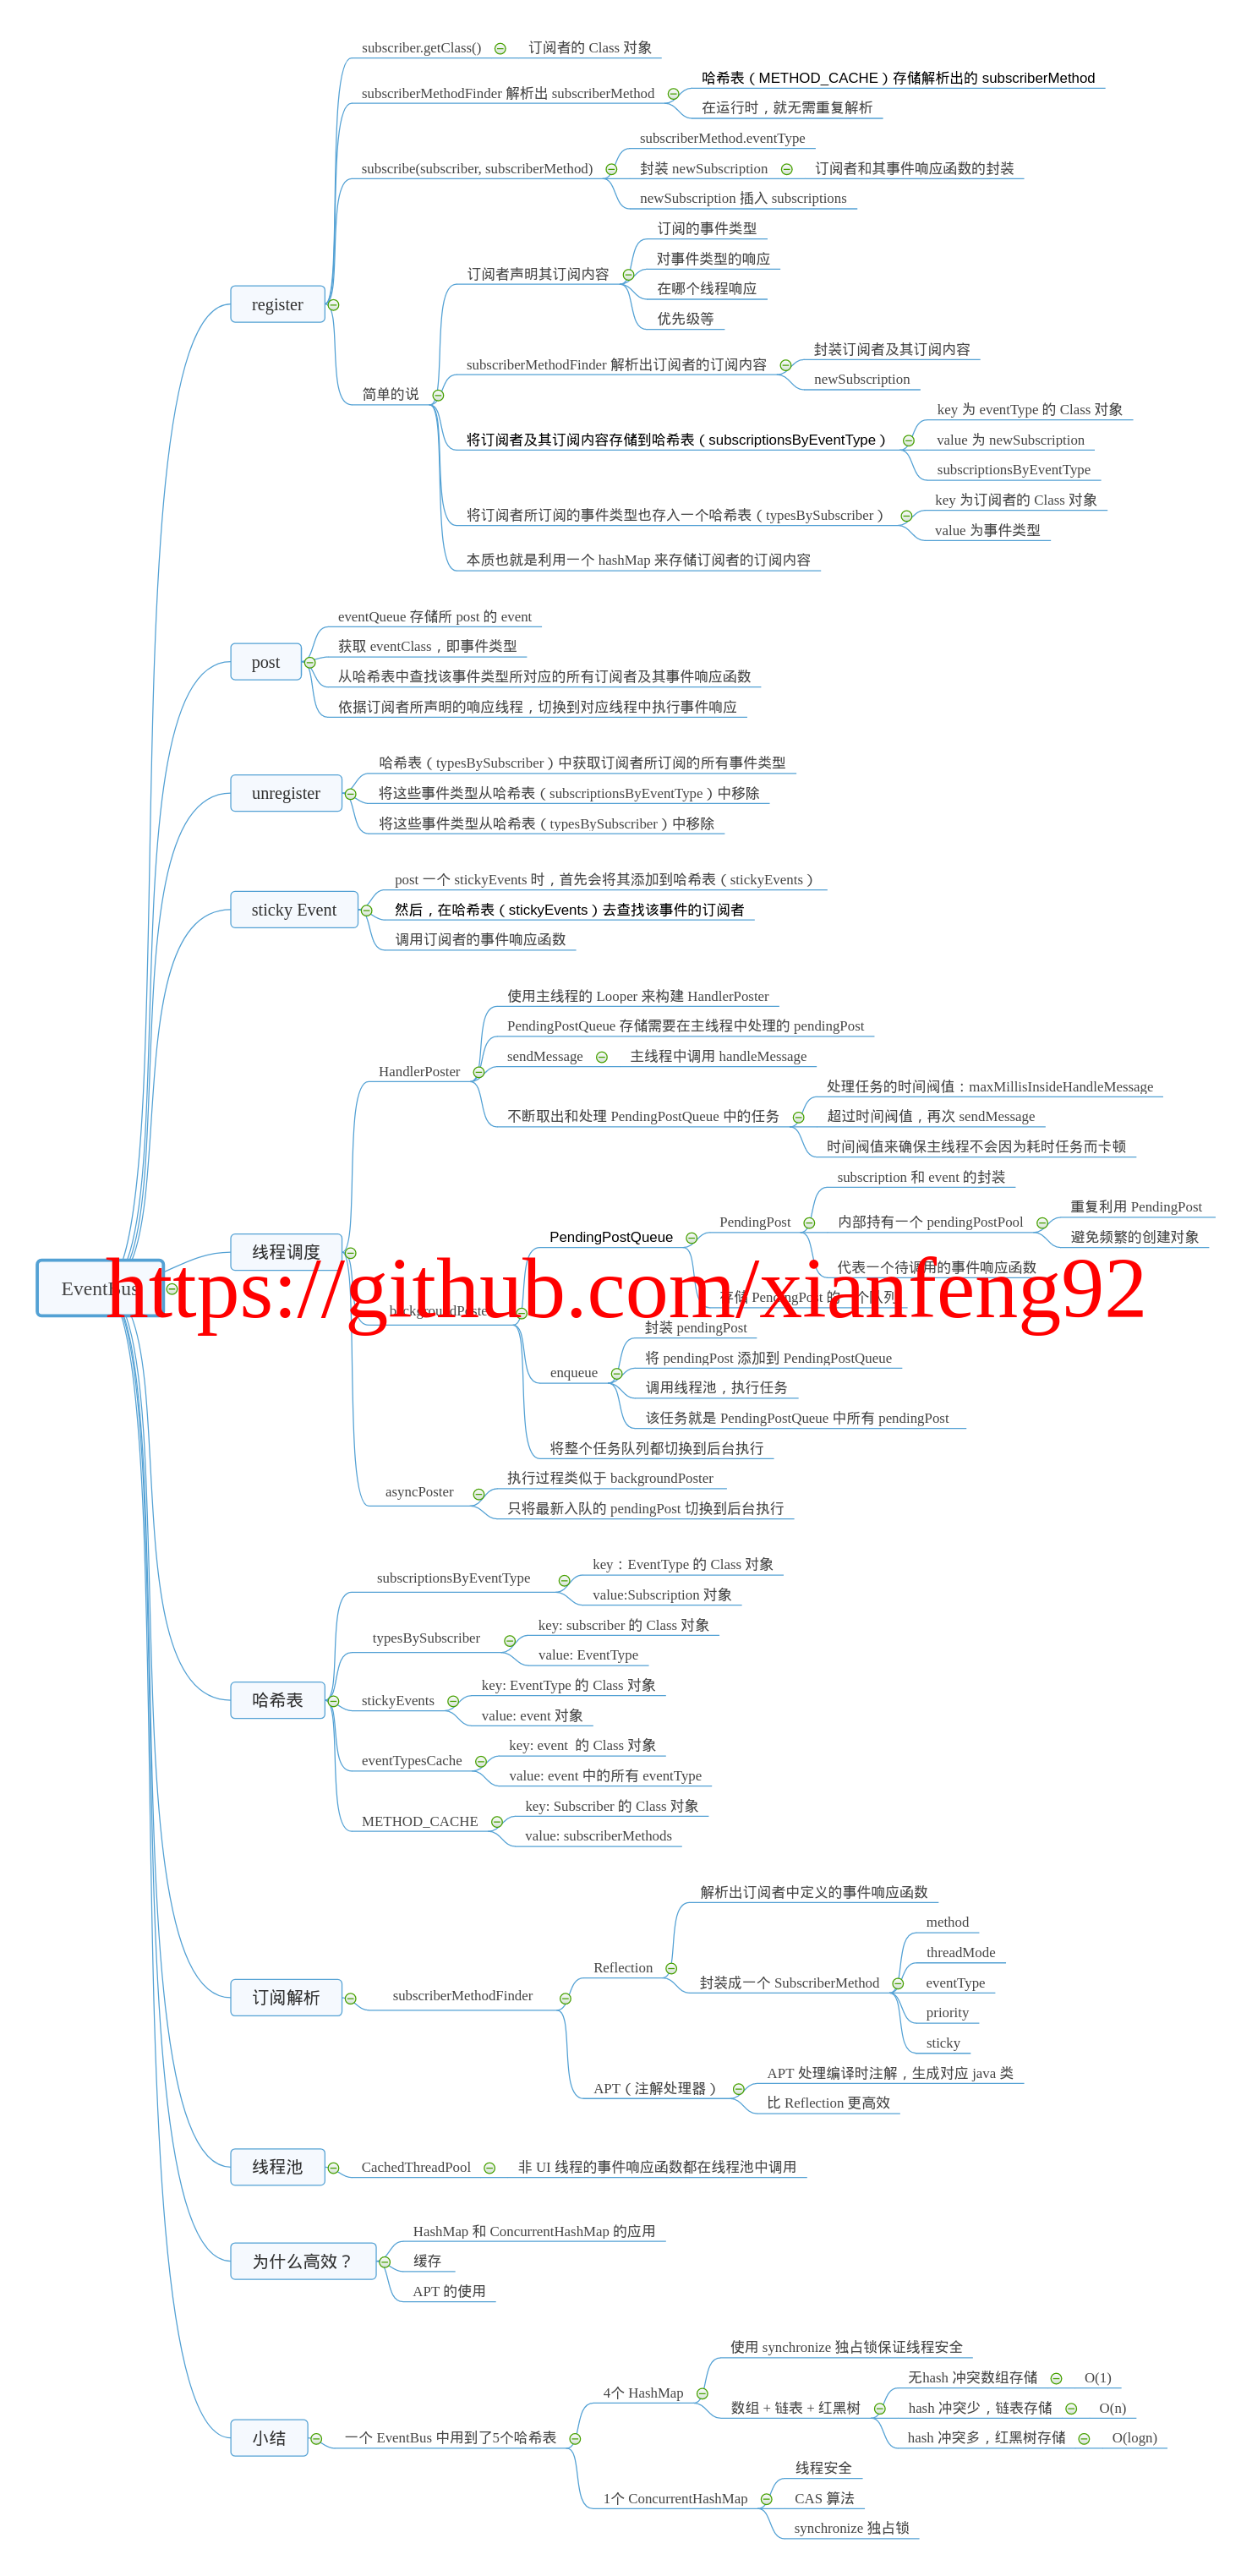 subscriber.getClass()
订阅者的 Class 对象
subscriberMethodFinder 解析出 subscriberMethod
哈希表（METHOD_CACHE）存储解析出的 subscriberMethod
在运行时，就无需重复解析
subscribe(subscriber, subscriberMethod)
subscriberMethod.eventType
封装 newSubscription
订阅者和其事件响应函数的封装
newSubscription 插入 subscriptions
register
简单的说
订阅者声明其订阅内容
订阅的事件类型
对事件类型的响应
在哪个线程响应
优先级等
subscriberMethodFinder 解析出订阅者的订阅内容
封装订阅者及其订阅内容
newSubscription
将订阅者及其订阅内容存储到哈希表（subscriptionsByEventType）
key 为 eventType 的 Class 对象
value 为 newSubscription
subscriptionsByEventType
将订阅者所订阅的事件类型也存入一个哈希表（typesBySubscriber）
key 为订阅者的 Class 对象
value 为事件类型
本质也就是利用一个 hashMap 来存储订阅者的订阅内容
post
eventQueue 存储所 post 的 event
获取 eventClass，即事件类型
从哈希表中查找该事件类型所对应的所有订阅者及其事件响应函数
依据订阅者所声明的响应线程，切换到对应线程中执行事件响应
unregister
哈希表（typesBySubscriber）中获取订阅者所订阅的所有事件类型
将这些事件类型从哈希表（subscriptionsByEventType）中移除
将这些事件类型从哈希表（typesBySubscriber）中移除
sticky Event
post 一个 stickyEvents 时，首先会将其添加到哈希表（stickyEvents）
然后，在哈希表（stickyEvents）去查找该事件的订阅者
调用订阅者的事件响应函数
EventBus
线程调度
HandlerPoster
使用主线程的 Looper 来构建 HandlerPoster
PendingPostQueue 存储需要在主线程中处理的 pendingPost
sendMessage
主线程中调用 handleMessage
不断取出和处理 PendingPostQueue 中的任务
处理任务的时间阀值：maxMillisInsideHandleMessage
超过时间阀值，再次 sendMessage
时间阀值来确保主线程不会因为耗时任务而卡顿
backgroundPoster
PendingPostQueue
PendingPost
subscription 和 event 的封装
内部持有一个 pendingPostPool
重复利用 PendingPost
避免频繁的创建对象
代表一个待调用的事件响应函数
存储 PendingPost 的一个队列
https://github.com/xianfeng92
enqueue
封装 pendingPost
将 pendingPost 添加到 PendingPostQueue
调用线程池，执行任务
该任务就是 PendingPostQueue 中所有 pendingPost
将整个任务队列都切换到后台执行
asyncPoster
执行过程类似于 backgroundPoster
只将最新入队的 pendingPost 切换到后台执行
哈希表
subscriptionsByEventType
key：EventType 的 Class 对象
value:Subscription 对象
typesBySubscriber
key: subscriber 的 Class 对象
value: EventType
stickyEvents
key: EventType 的 Class 对象
value: event 对象
eventTypesCache
key: event 的 Class 对象
value: event 中的所有 eventType
METHOD_CACHE
key: Subscriber 的 Class 对象
value: subscriberMethods
订阅解析
subscriberMethodFinder
Reflection
解析出订阅者中定义的事件响应函数
封装成一个 SubscriberMethod
method
threadMode
eventType
priority
sticky
APT（注解处理器）
APT 处理编译时注解，生成对应 java 类
比 Reflection 更高效
线程池
CachedThreadPool
非 UI 线程的事件响应函数都在线程池中调用
为什么高效？
HashMap 和 ConcurrentHashMap 的应用
缓存
APT 的使用
小结
一个 EventBus 中用到了5个哈希表
4个 HashMap
使用 synchronize 独占锁保证线程安全
数组 + 链表 + 红黑树
无hash 冲突数组存储
O(1)
hash 冲突少，链表存储
O(n)
hash 冲突多，红黑树存储
O(logn)
1个 ConcurrentHashMap
线程安全
CAS 算法
synchronize 独占锁